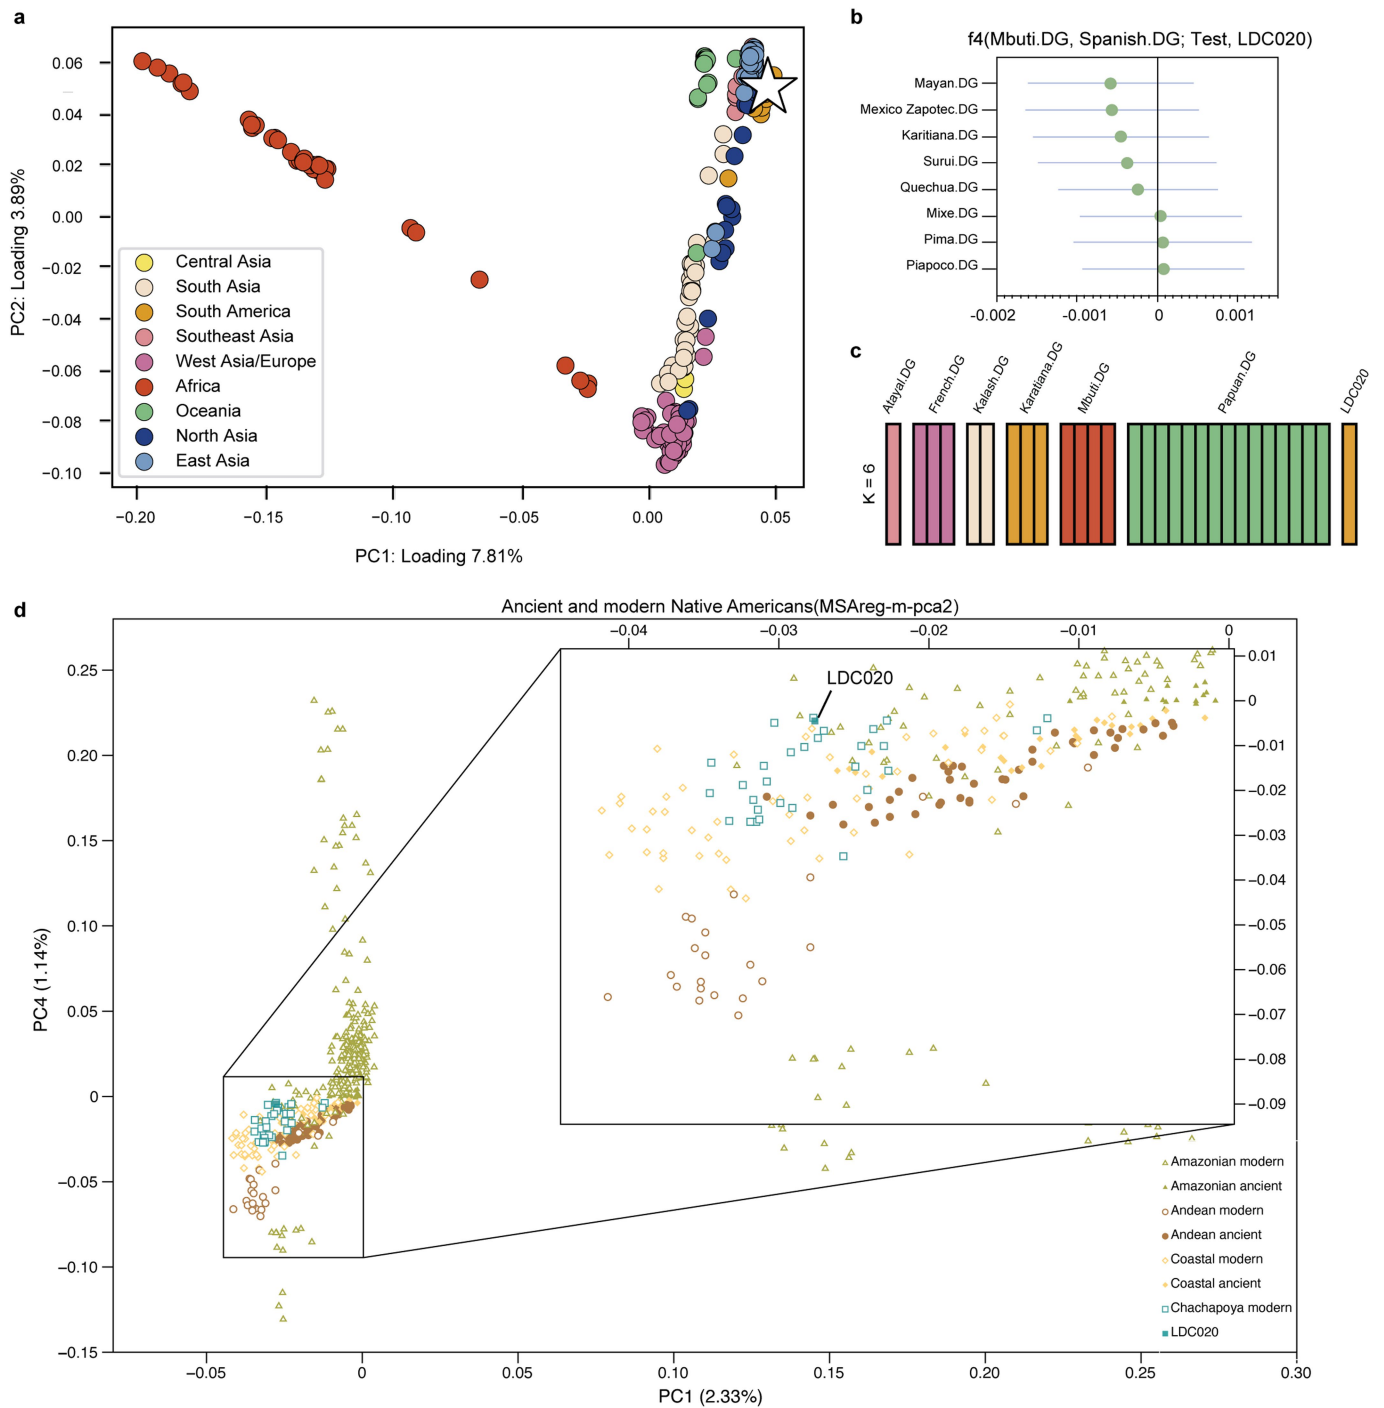 a
0.06
0.04
0.02
0.00
−0.02
−0.04
−0.06
−0.08
−0.10
PC2: Loading 3.89%
Central Asia
South Asia
South America
Southeast Asia
West Asia/Europe
Africa
Oceania
North Asia
East Asia
−0.20 −0.15 −0.10 −0.05 0.00 0.05
PC1: Loading 7.81%
b
f4(Mbuti.DG, Spanish.DG; Test, LDC020)
Mayan.DG
Mexico Zapotec.DG
Karitiana.DG
Surui.DG
Quechua.DG
Mixe.DG
Pima.DG
Piapoco.DG
-0.002 -0.001 0 0.001
c
Atayal.DG French.DG Kalash.DG Karatiana.DG Mbuti.DG Papuan.DG LDC020
K = 6
d
Ancient and modern Native Americans(MSAreg-m-pca2)
−0.04 −0.03 −0.02 −0.01 0
0.01
0
−0.01
−0.02
−0.03
−0.04
−0.05
−0.06
−0.07
−0.08
−0.09
LDC020
0.25
0.20
0.15
0.10
0.05
0
−0.05
−0.10
−0.15
PC4 (1.14%)
Amazonian modern
Amazonian ancient
Andean modern
Andean ancient
Coastal modern
Coastal ancient
Chachapoya modern
LDC020
−0.05 0 0.05 0.10 0.15 0.20 0.25 0.30
PC1 (2.33%)